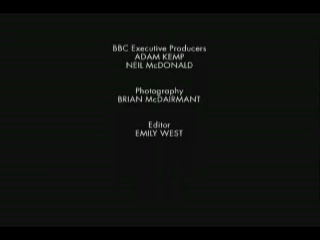 BBC Executive Producers
ADAM KEMP
NEIL McDONALD
Photography
BRIAN McDAIRMANT
Editor
EMILY WEST